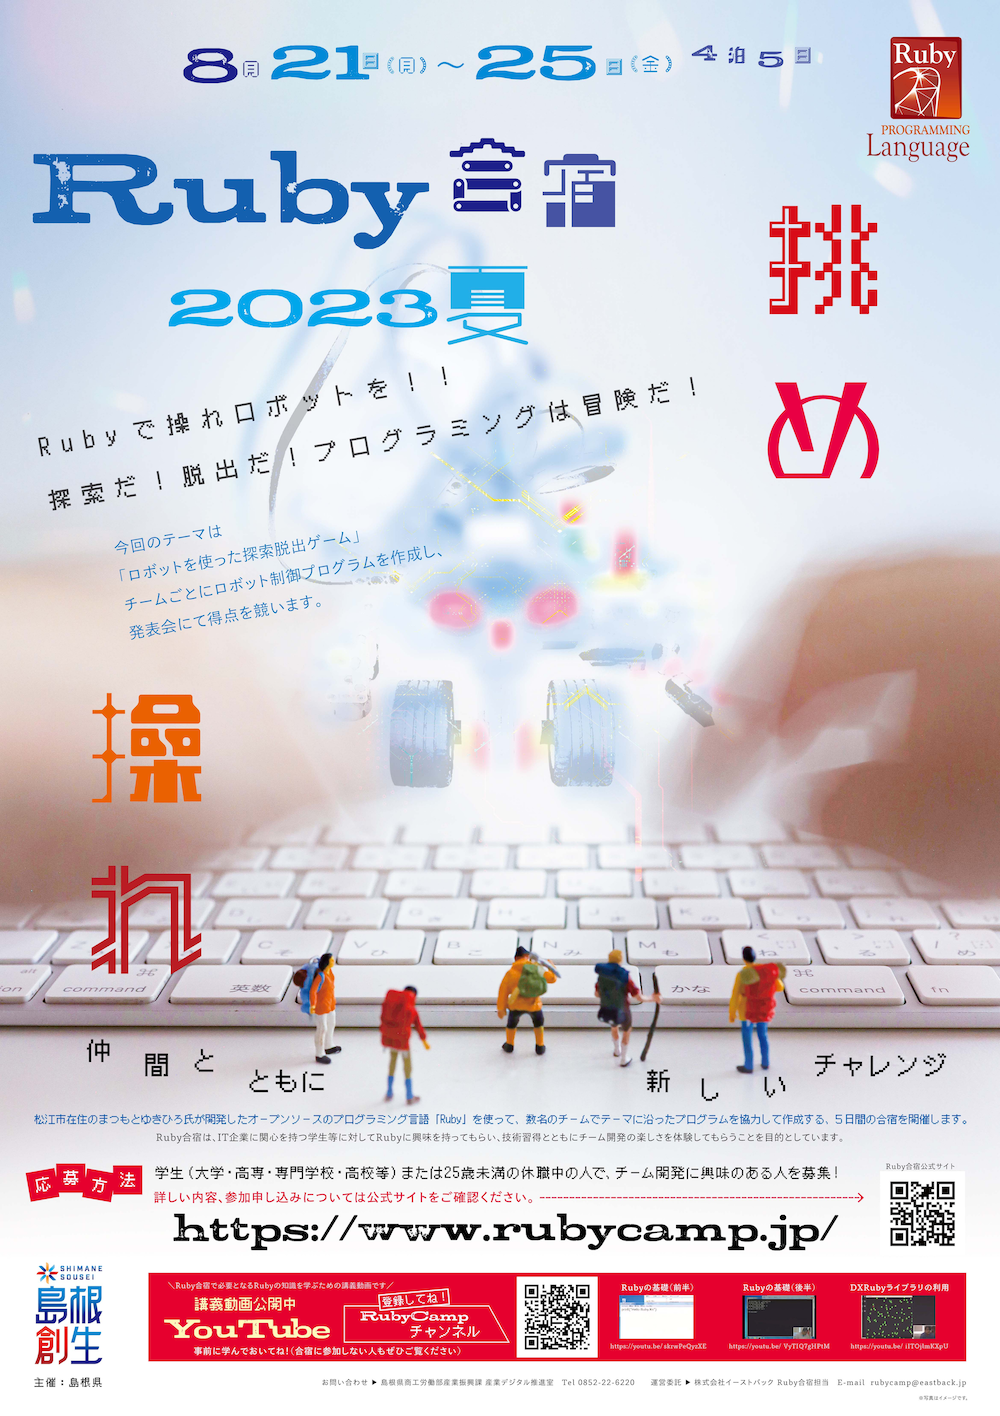 8月21日(月)～25日(金) 4泊5日
Ruby
PROGRAMMING
Language
Ruby合宿
2023夏
挑め
Rubyで操れロボットを！！
探索だ！脱出だ！プログラミングは冒険だ！
今回のテーマは
「ロボットを使った探索脱出ゲーム」
チームごとにロボット制御プログラムを作成し、
発表会にて得点を競います。
操れ
alt
command
⌘
英数
C
そ
V
ひ
B
こ
N
み
M
も
かな
⌘
command
fn
仲間とともに
新しいチャレンジ
松江市在住のまつもとゆきひろ氏が開発したオープンソースのプログラミング言語「Ruby」を使って、数名のチームでテーマに沿ったプログラムを協力して作成する、５日間の合宿を開催します。
Ruby合宿は、IT企業に関心を持つ学生等に対してRubyに興味を持ってもらい、技術習得とともにチーム開発の楽しさを体験してもらうことを目的としています。
応募方法
学生（大学・高専・専門学校・高校等）または25歳未満の休職中の人で、チーム開発に興味のある人を募集！
詳しい内容、参加申し込みについては公式サイトをご確認ください。
https://www.rubycamp.jp/
Ruby合宿公式サイト
SHIMANE
SOUSEI
島根
創生
主催：島根県
＼Ruby合宿で必要となるRubyの知識を学ぶための講義動画です／
講義動画公開中
YouTube
登録してね！
RubyCamp
チャンネル
事前に学んでおいてね！（合宿に参加しない人もぜひご覧ください）
Rubyの基礎（前半）
https://youtu.be/skrwPeQyzXE
Rubyの基礎（後半）
https://youtu.be/VyTIQ7gHPtM
DXRubyライブラリの利用
https://youtu.be/iITOjImKXpU
お問い合わせ ▶ 島根県商工労働部産業振興課 産業デジタル推進室　Tel 0852-22-6220　運営委託 ▶ 株式会社イーストバック Ruby合宿担当　E-mail rubycamp@eastback.jp
※写真はイメージです。